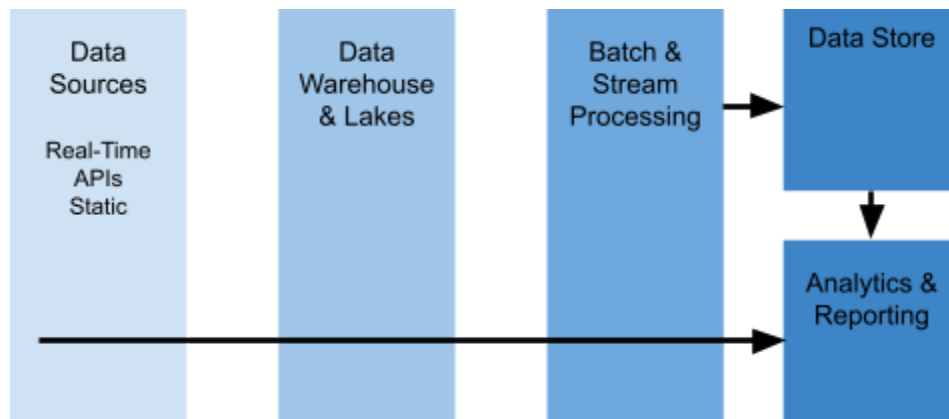 Data
Sources
Real-Time
APIs
Static
Data
Warehouse
& Lakes
Batch &
Stream
Processing
Data Store
Analytics &
Reporting